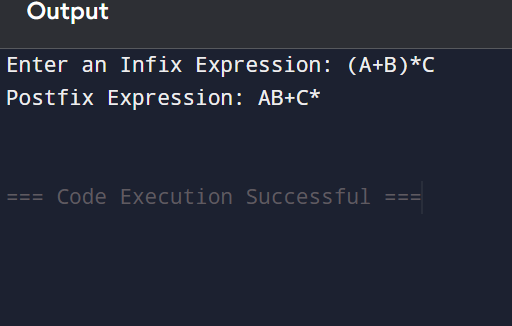 Output
Enter an Infix Expression: (A+B)*C
Postfix Expression: AB+C*
=== Code Execution Successful ===